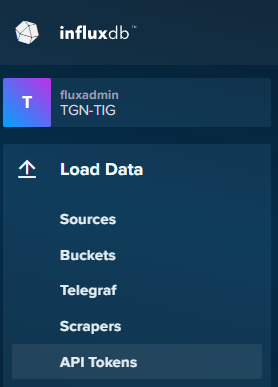 influxdb™
T
fluxadmin
TGN-TIG
Load Data
Sources
Buckets
Telegraf
Scrapers
API Tokens